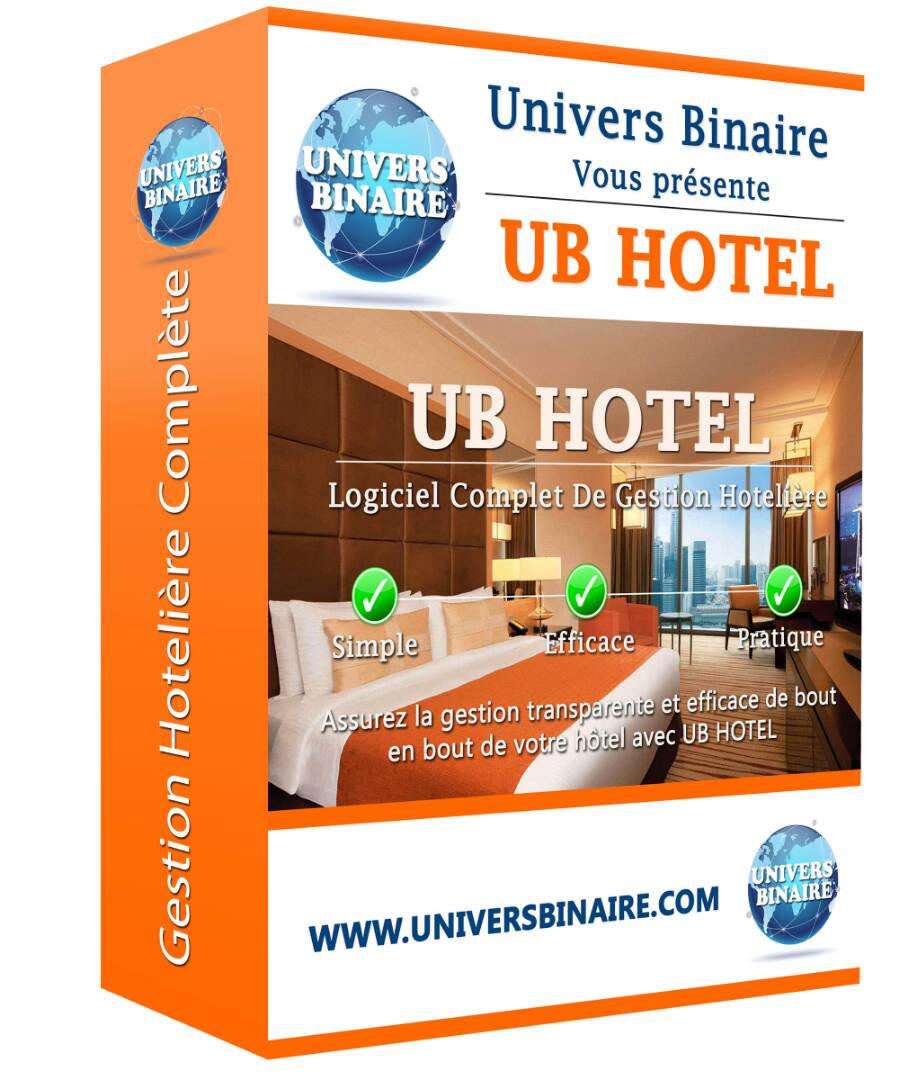 UNIVERS
BINAIRE
Gestion Hotelière Complète
UNIVERS
BINAIRE
Univers Binaire
Vous présente
UB HOTEL
UB HOTEL
Logiciel Complet De Gestion Hotelière
Simple
Efficace
Pratique
Assurez la gestion transparente et efficace de bout
en bout de votre hôtel avec UB HOTEL
WWW.UNIVERSBINAIRE.COM
UNIVERS
BINAIRE